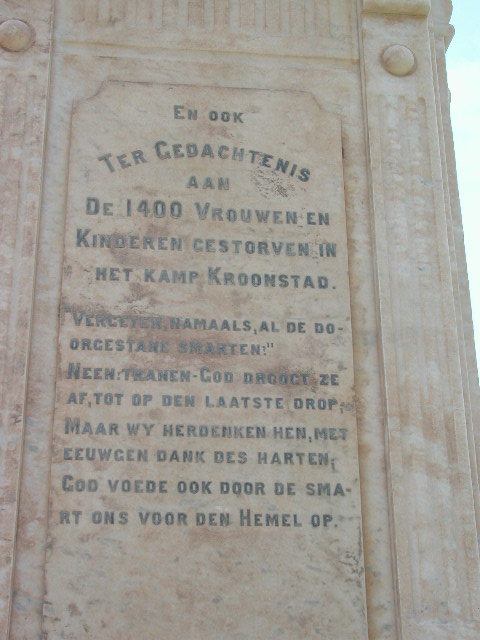 EN OOK
TER GEDACHTENIS
AAN
DE 1400 VROUWEN EN
KINDEREN GESTORVEN IN
HET KAMP KROONSTAD.
"VERGETEN, NAMAALS, AL DE DO-
ORGESTANE SMARTEN:"
NEEN: TRANEN-GOD DROOGT ZE
AF, TOT OP DEN LAATSTE DROP,
MAAR WY HERDENKEN HEN, MET
EEUWGEN DANK DES HARTEN,
GOD VOEDE OOK DOOR DE SMA-
RT ONS VOOR DEN HEMEL OP.